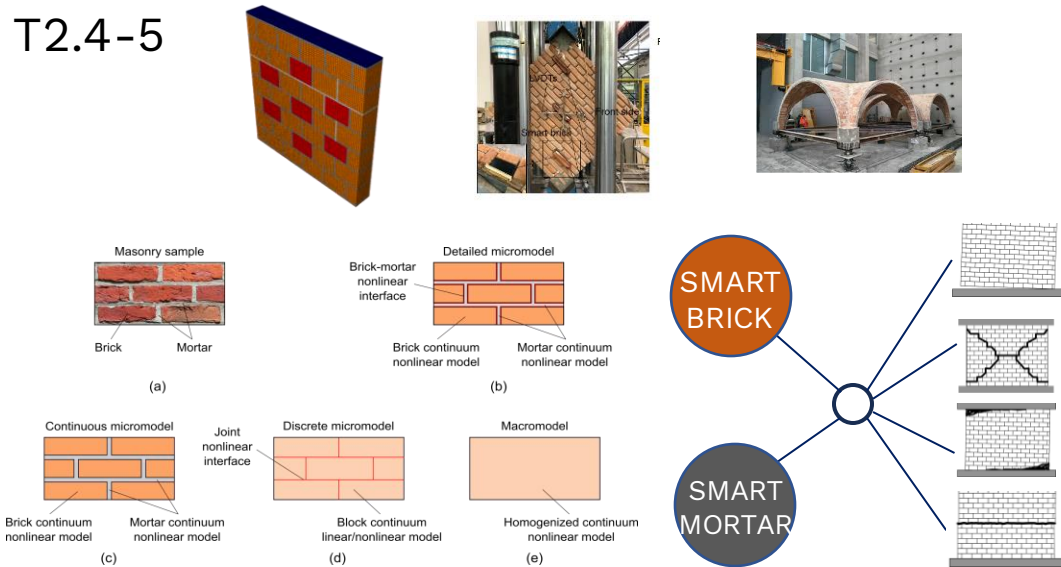 T2.4-5
LVDTs
Front side
Smart brick
F
Masonry sample
Brick
Mortar
(a)
Detailed micromodel
Brick-mortar
nonlinear
interface
Brick continuum
nonlinear model
Mortar continuum
nonlinear model
(b)
Continuous micromodel
Brick continuum
nonlinear model
Mortar continuum
nonlinear model
(c)
Discrete micromodel
Joint
nonlinear
interface
Block continuum
linear/nonlinear model
(d)
Macromodel
Homogenized continuum
nonlinear model
(e)
SMART
BRICK
SMART
MORTAR